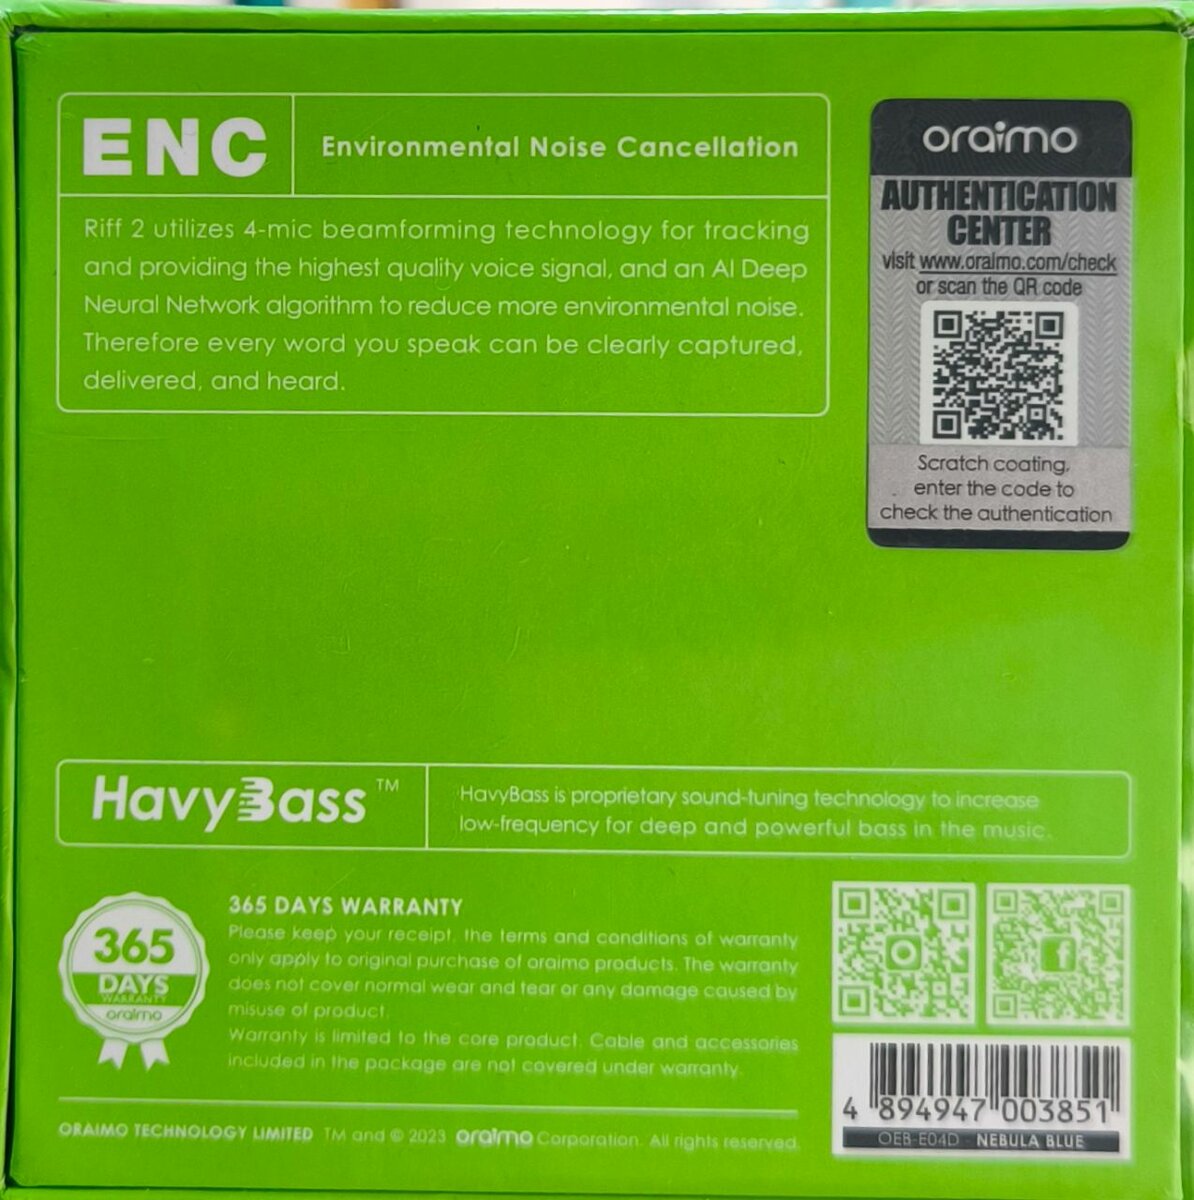 ENC
Environmental Noise Cancellation
Riff 2 utilizes 4-mic beamforming technology for tracking
and providing the highest quality voice signal, and an AI Deep
Neural Network algorithm to reduce more environmental noise.
Therefore every word you speak can be clearly captured,
delivered, and heard.
oraimo
AUTHENTICATION
CENTER
visit www.oraimo.com/check
or scan the QR code
Scratch coating,
enter the code to
check the authentication
HavyBass™
HavyBass is proprietary sound-tuning technology to increase
low-frequency for deep and powerful bass in the music.
365
DAYS
WARRANTY
oraimo
365 DAYS WARRANTY
Please keep your receipt, the terms and conditions of warranty
only apply to original purchase of oraimo products. The warranty
does not cover normal wear and tear or any damage caused by
misuse of product.
Warranty is limited to the core product. Cable and accessories
included in the package are not covered under warranty.
ORAIMO TECHNOLOGY LIMITED TM and © 2023 oraimo Corporation. All rights reserved.
4 894947 003851
OEB-E04D NEBULA BLUE